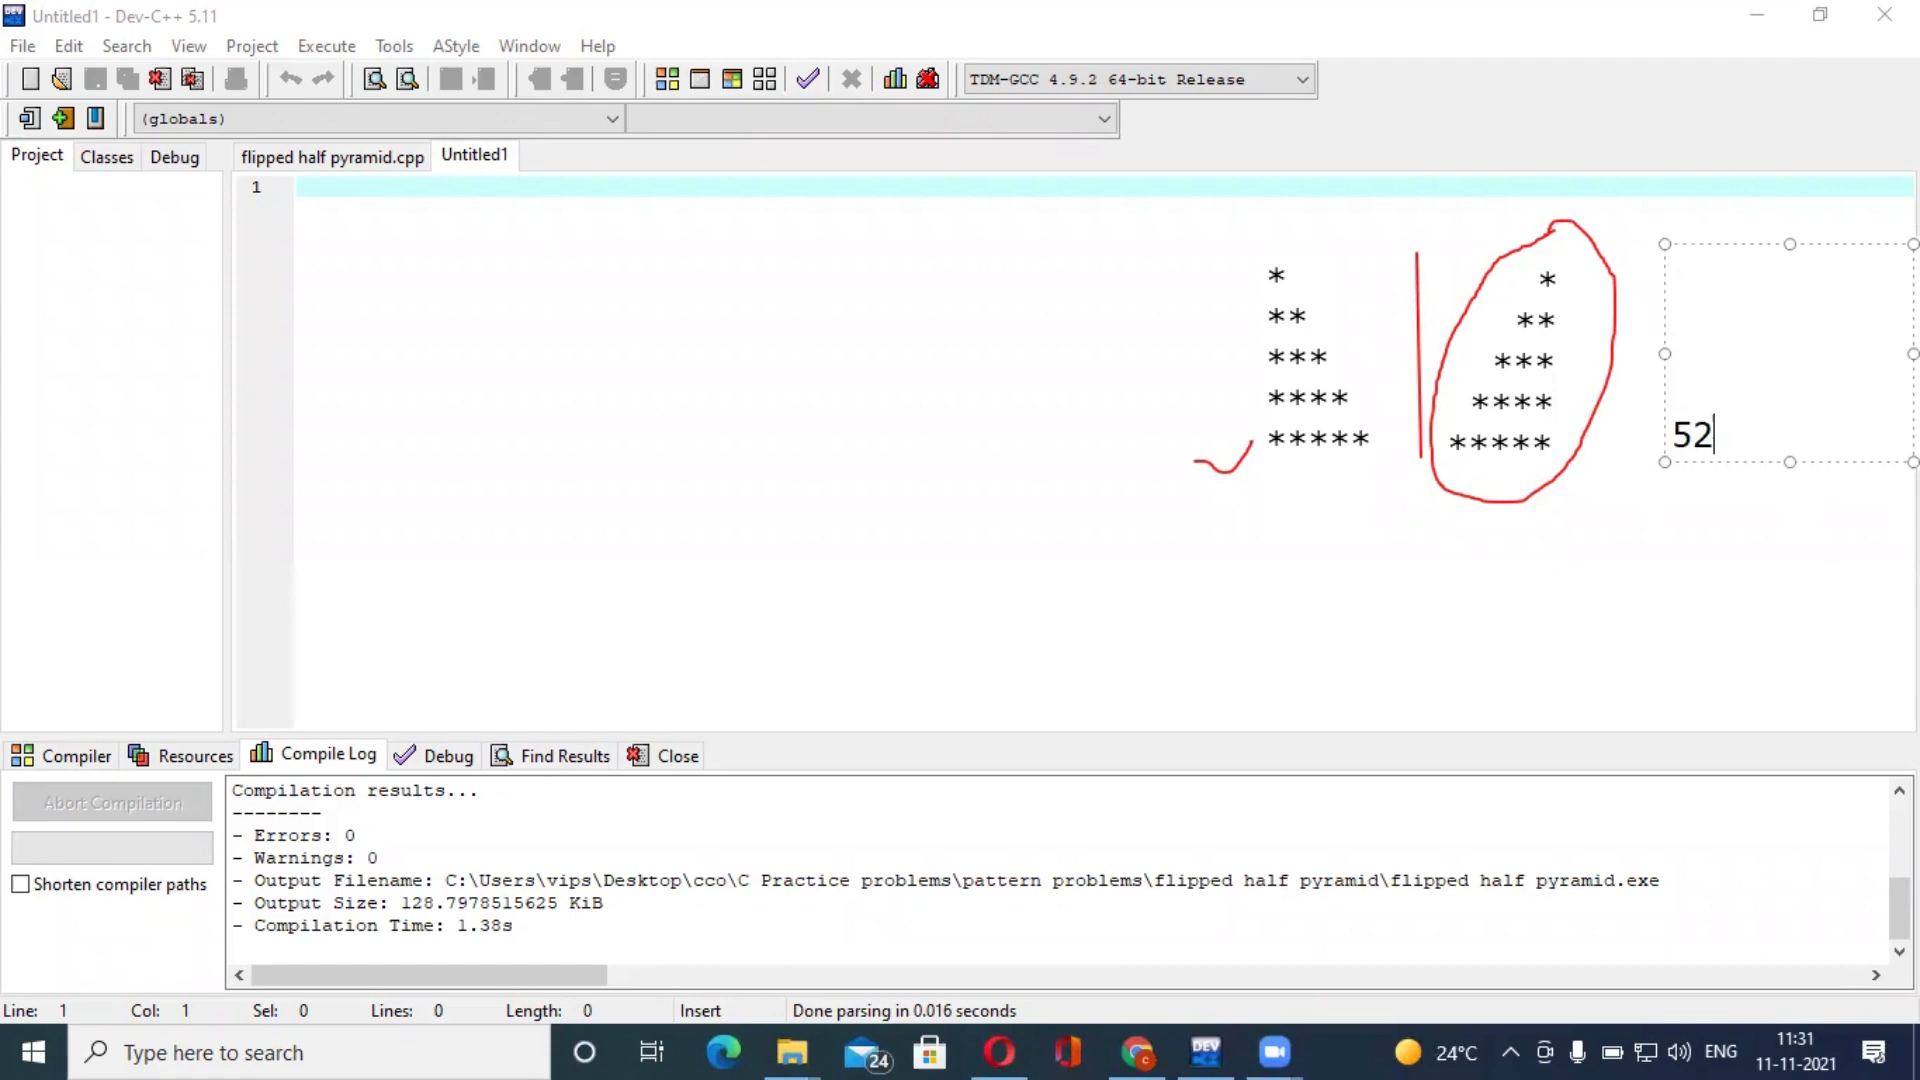 Untitled1 - Dev-C++ 5.11
File Edit Search View Project Execute Tools AStyle Window Help
TDM-GCC 4.9.2 64-bit Release
(globals)
Project Classes Debug flipped half pyramid.cpp Untitled1
1
* *
** **
*** ***
**** ****
***** *****
52
Compiler Resources Compile Log Debug Find Results Close
Abort Compilation
Shorten compiler paths
Compilation results...
--------
- Errors: 0
- Warnings: 0
- Output Filename: C:\Users\vips\Desktop\cco\C Practice problems\pattern problems\flipped half pyramid\flipped half pyramid.exe
- Output Size: 128.7978515625 KiB
- Compilation Time: 1.38s
Line: 1 Col: 1 Sel: 0 Lines: 0 Length: 0 Insert Done parsing in 0.016 seconds
Type here to search
24
DEV
24°C
ENG
11:31
11-11-2021